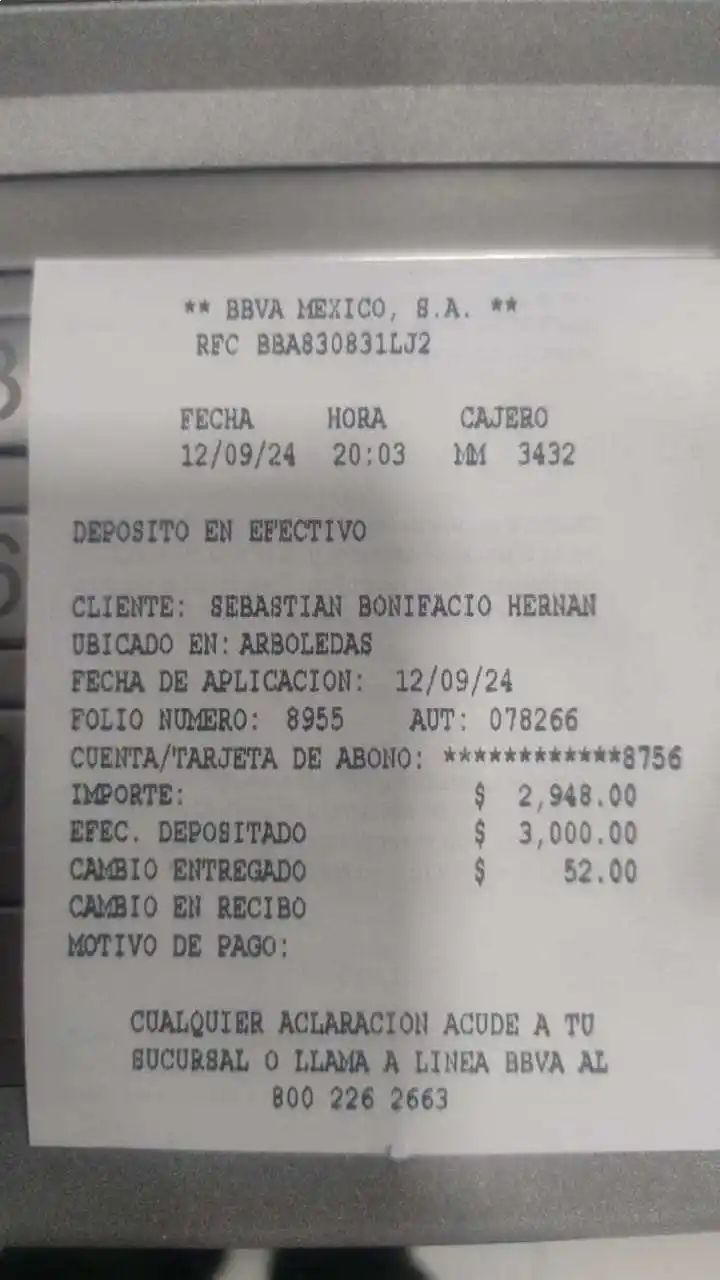 ** BBVA MEXICO, S.A. **
RFC BBA830831LJ2
FECHA HORA CAJERO
12/09/24 20:03 MM 3432
DEPOSITO EN EFECTIVO
CLIENTE: SEBASTIAN BONIFACIO HERNAN
UBICADO EN: ARBOLEDAS
FECHA DE APLICACION: 12/09/24
FOLIO NUMERO: 8955 AUT: 078266
CUENTA/TARJETA DE ABONO: ************8756
IMPORTE: $ 2,948.00
EFEC. DEPOSITADO $ 3,000.00
CAMBIO ENTREGADO $ 52.00
CAMBIO EN RECIBO
MOTIVO DE PAGO:
CUALQUIER ACLARACION ACUDE A TU
SUCURSAL O LLAMA A LINEA BBVA AL
800 226 2663